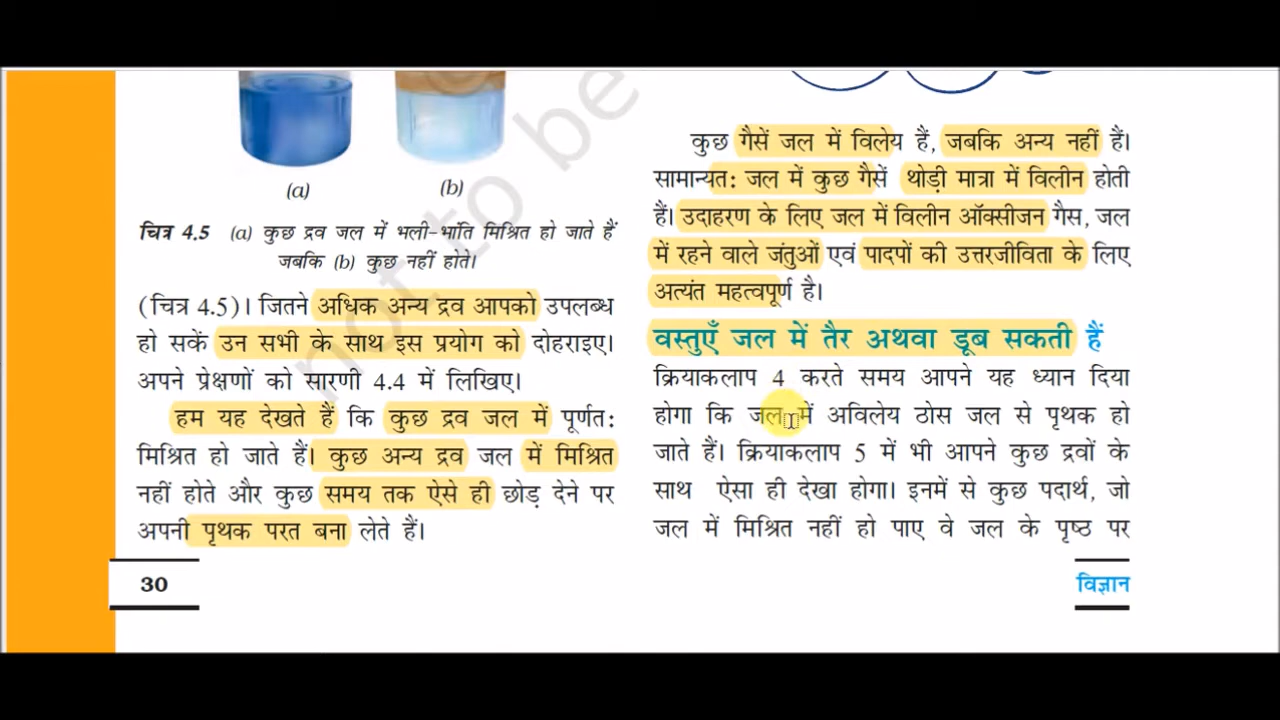 (a)
(b)
चित्र 4.5 (a) कुछ द्रव जल में भली-भांति मिश्रित हो जाते हैं
जबकि (b) कुछ नहीं होते।
(चित्र 4.5)। जितने अधिक अन्य द्रव आपको उपलब्ध
हो सकें उन सभी के साथ इस प्रयोग को दोहराइए।
अपने प्रेक्षणों को सारणी 4.4 में लिखिए।
हम यह देखते हैं कि कुछ द्रव जल में पूर्णत:
मिश्रित हो जाते हैं। कुछ अन्य द्रव जल में मिश्रित
नहीं होते और कुछ समय तक ऐसे ही छोड़ देने पर
अपनी पृथक परत बना लेते हैं।
30
not to be
कुछ गैसें जल में विलेय हैं, जबकि अन्य नहीं हैं।
सामान्यत: जल में कुछ गैसें थोड़ी मात्रा में विलीन होती
हैं। उदाहरण के लिए जल में विलीन ऑक्सीजन गैस, जल
में रहने वाले जंतुओं एवं पादपों की उत्तरजीविता के लिए
अत्यंत महत्वपूर्ण है।
वस्तुएँ जल में तैर अथवा डूब सकती हैं
क्रियाकलाप 4 करते समय आपने यह ध्यान दिया
होगा कि जल में अविलेय ठोस जल से पृथक हो
जाते हैं। क्रियाकलाप 5 में भी आपने कुछ द्रवों के
साथ ऐसा ही देखा होगा। इनमें से कुछ पदार्थ, जो
जल में मिश्रित नहीं हो पाए वे जल के पृष्ठ पर
विज्ञान